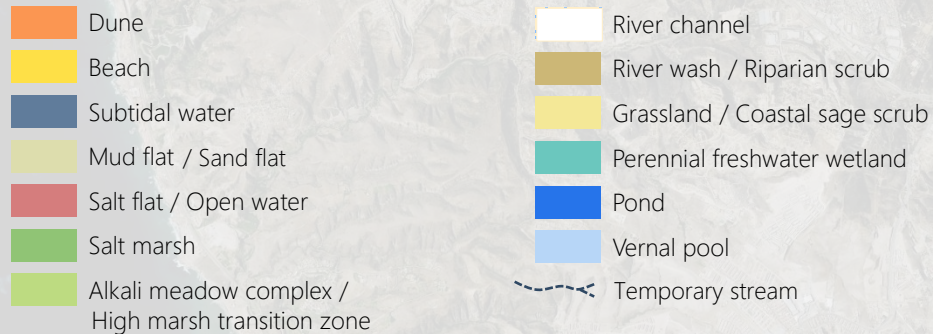 Dune
Beach
Subtidal water
Mud flat / Sand flat
Salt flat / Open water
Salt marsh
Alkali meadow complex /
High marsh transition zone
River channel
River wash / Riparian scrub
Grassland / Coastal sage scrub
Perennial freshwater wetland
Pond
Vernal pool
Temporary stream